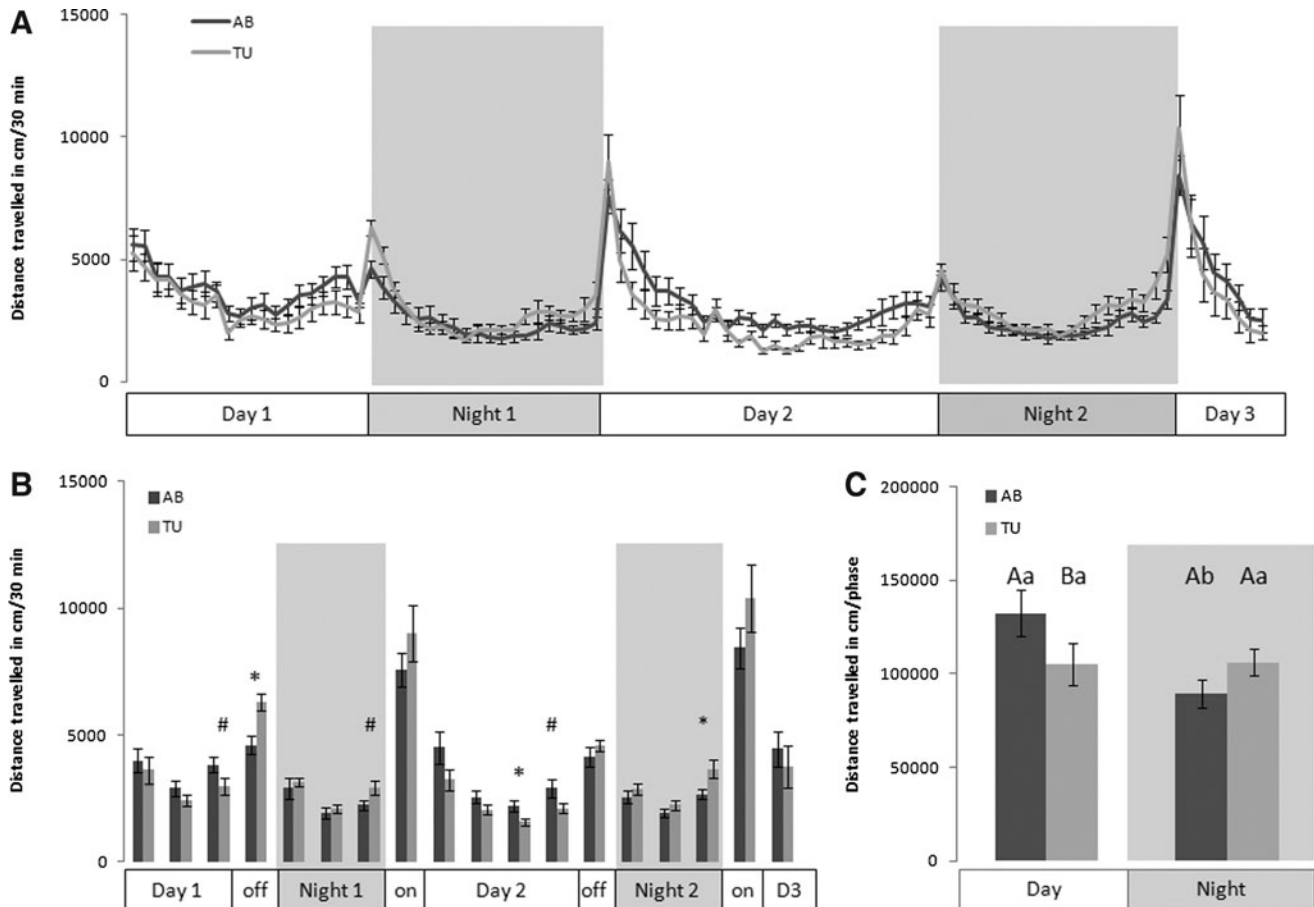 A
15000
10000
5000
0
Distance travelled in cm/30 min
AB
TU
Day 1
Night 1
Day 2
Night 2
Day 3
B
15000
10000
5000
0
Distance travelled in cm/30 min
AB
TU
#
*
#
*
#
*
Day 1
off
Night 1
on
Day 2
off
Night 2
on
D3
C
200000
150000
100000
50000
0
Distance travelled in cm/phase
AB
TU
Aa
Ba
Ab
Aa
Day
Night